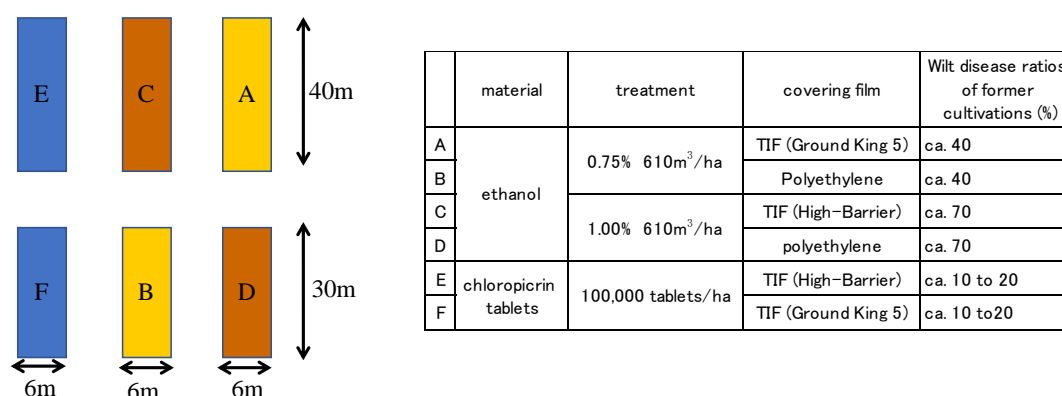 E C A 40m
F B D 30m
6m 6m 6m
material treatment covering film Wilt disease ratios
of former
cultivations (%)
A ethanol 0.75% 610m³/ha TIF (Ground King 5) ca. 40
B Polyethylene ca. 40
C 1.00% 610m³/ha TIF (High-Barrier) ca. 70
D polyethylene ca. 70
E chloropicrin tablets 100,000 tablets/ha TIF (High-Barrier) ca. 10 to 20
F TIF (Ground King 5) ca. 10 to20